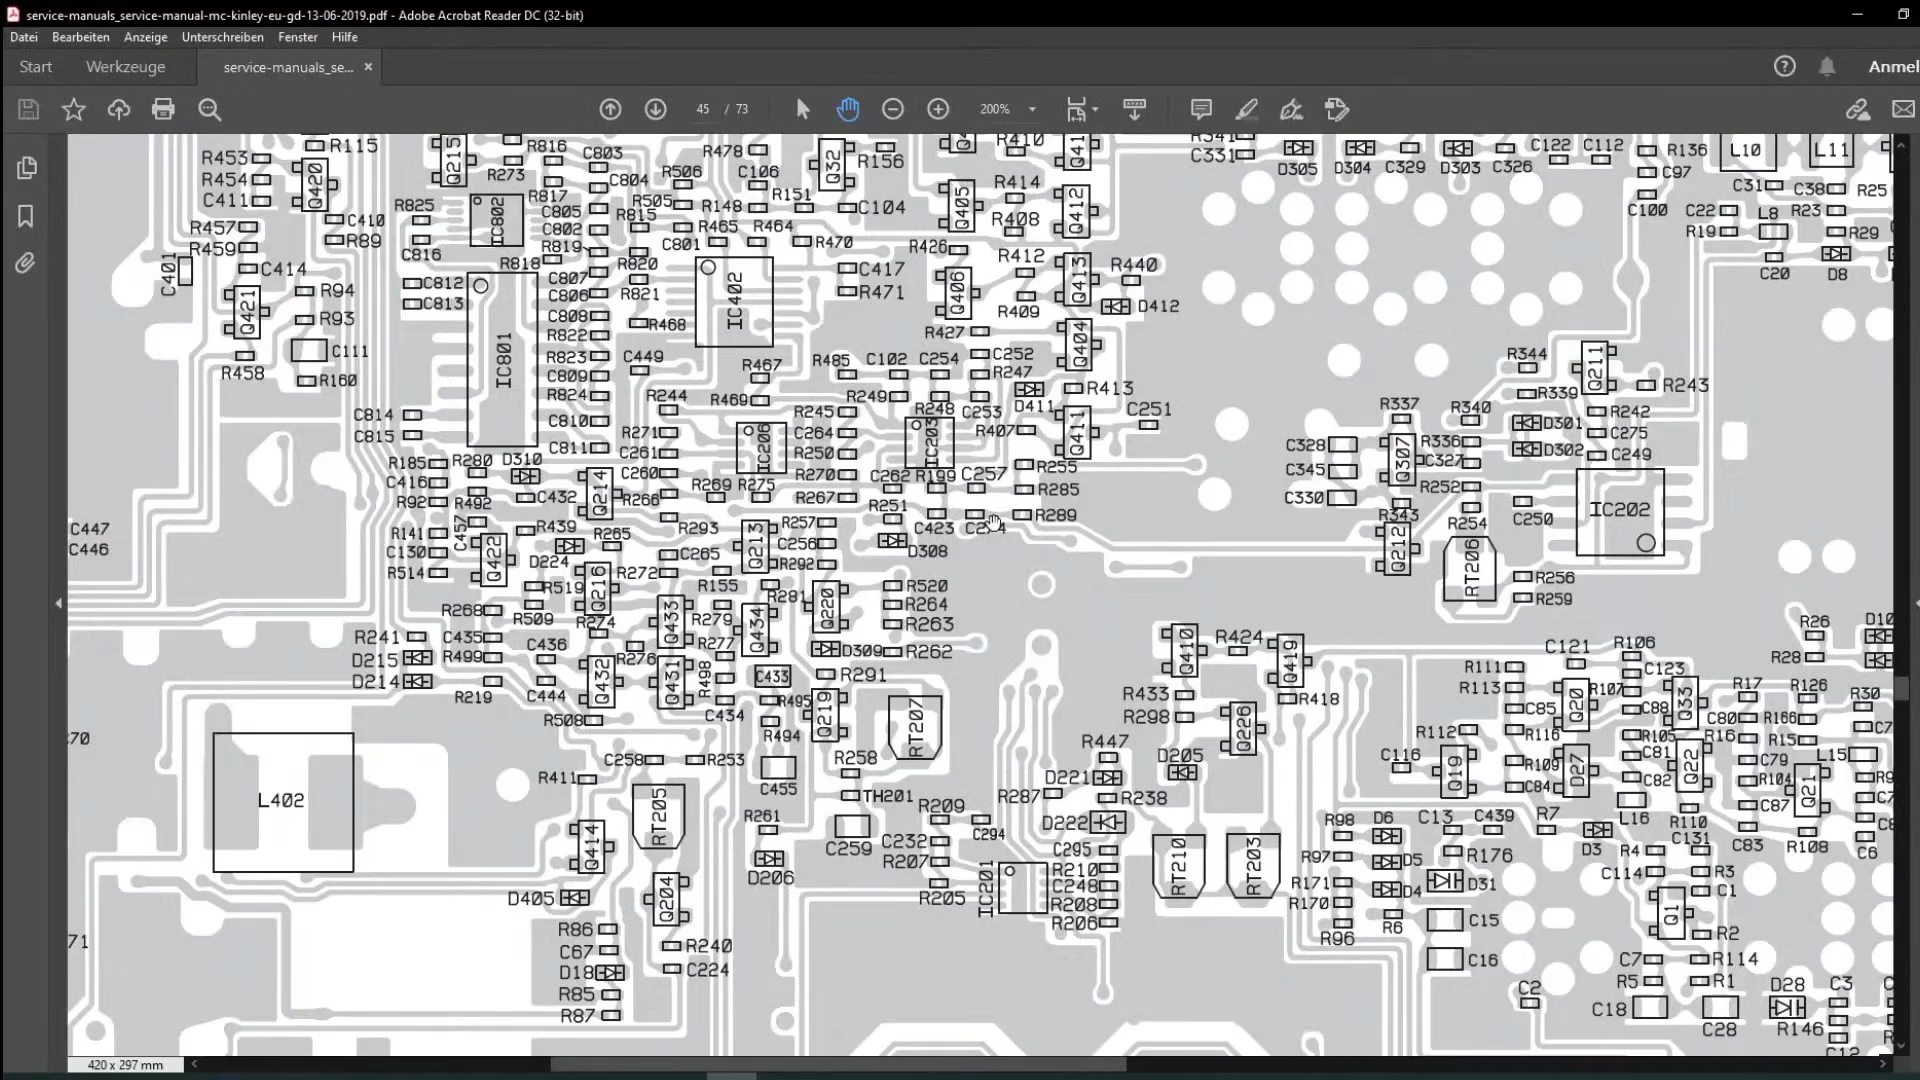 service-manuals_service-manual-mc-kinley-eu-gd-13-06-2019.pdf - Adobe Acrobat Reader DC (32-bit)
Datei Bearbeiten Anzeige Unterschreiben Fenster Hilfe
Start Werkzeuge service-manuals_se... × Anmel
45 / 73 200%
R453 R115 Q215 R816 C803 R478 Q32 R156 R410 Q41 R341 C331 D305 D304 C329 D303 C326 C122 C112 R136 L10 L11
R454 Q420 R273 C804 R506 C106 R414 C97 C31 C38 R25
C411 R817 R505 R148 R151 C104 Q405 Q412 C100 C22 L8 R23
R825 IC802 C805 R815 R408 R19 R29
C410 C802 R465 R464
R457 R89 C816 R819 C801 R470 R426 R412 C20 D8
R459 C401 C414 R818 R820 C417 Q413 R440
C812 C807 R821 IC402 R471 Q406 D412
Q421 R94 C813 C806 R409
R93 C808 R468 R427 Q404
C111 IC801 R822 C252 R344 Q211
R458 R160 R823 C449 R467 R485 C102 C254 R247 R243
C809 R339
R824 R244 R469 R249 D411 R413 R337 R340 R242
C814 C810 R245 R248 C253 C251 D301 C275
C815 R271 IC206 C264 IC203 R407 Q411 C328 Q307 R336 D302 C249
C811 C261 R250 C345 C327
R185 R280 D310 C260 R270 C262 R199 C257 R255 C330 R252 IC202
C416 Q214 R269 R275 R285
R92 R492 C432 R266 R267 R251 R343 C250
C447 C457 R439 R293 Q213 R257 C423 R289 R254
C446 R141 R265 C256 D308 Q212 RT206
C130 Q422 D224 C265 R292
R514 R519 Q216 R272 R155 R281 Q220 R520 R256
R268 R509 Q433 R279 Q434 R264 R259
R274 R263
R241 C435 C436 R277 D309 R262 Q410 R424 Q419 C121 R106 R26 D10
D215 R499 R276 R498 C433 R291 R111 C123 R28
D214 Q432 Q431 R433 R418 R113 R107 Q33 R17 R126 R30
R219 C444 R495 Q219 RT207 R298 Q226 C85 Q20 C88 C80 R166
R508 C434 R494 R112 R116 R105 R16 R15
C258 R253 R258 R447 D205 C116 Q19 R109 D27 C81 Q22 C79 L15
L402 R411 C455 D221 C84 C82 R104 Q21
RT205 TH201 R287 R238 C87
R261 R209 C294 D222 R98 D6 C13 C439 R7 L16 R110
Q414 C259 C232 C295 RT210 RT203 R97 D5 R176 D3 R4 C131 C83 R108 C6
D206 R207 IC201 R210 R171 D31 C114 R3
D405 Q204 R205 C248 R170 D4 C1
R208 R96 R6 C15 Q1
R86 R206 R2
C67 R240 C16 C7 R114
D18 C224 R5 R1
R85 C2 D28 C3
R87 C18 C28 R146
420 x 297 mm